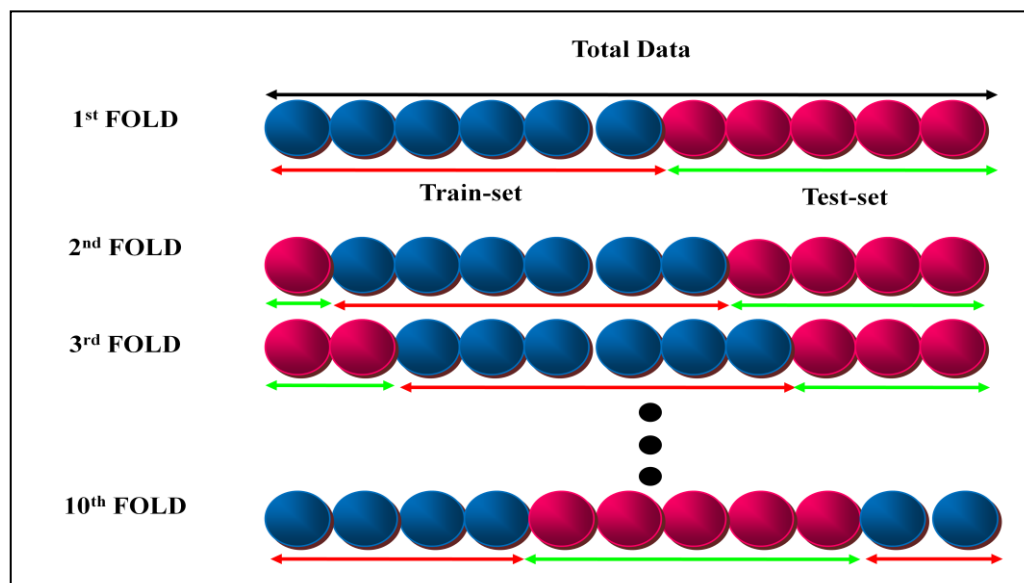 Total Data
1st FOLD
Train-set
Test-set
2nd FOLD
3rd FOLD
10th FOLD